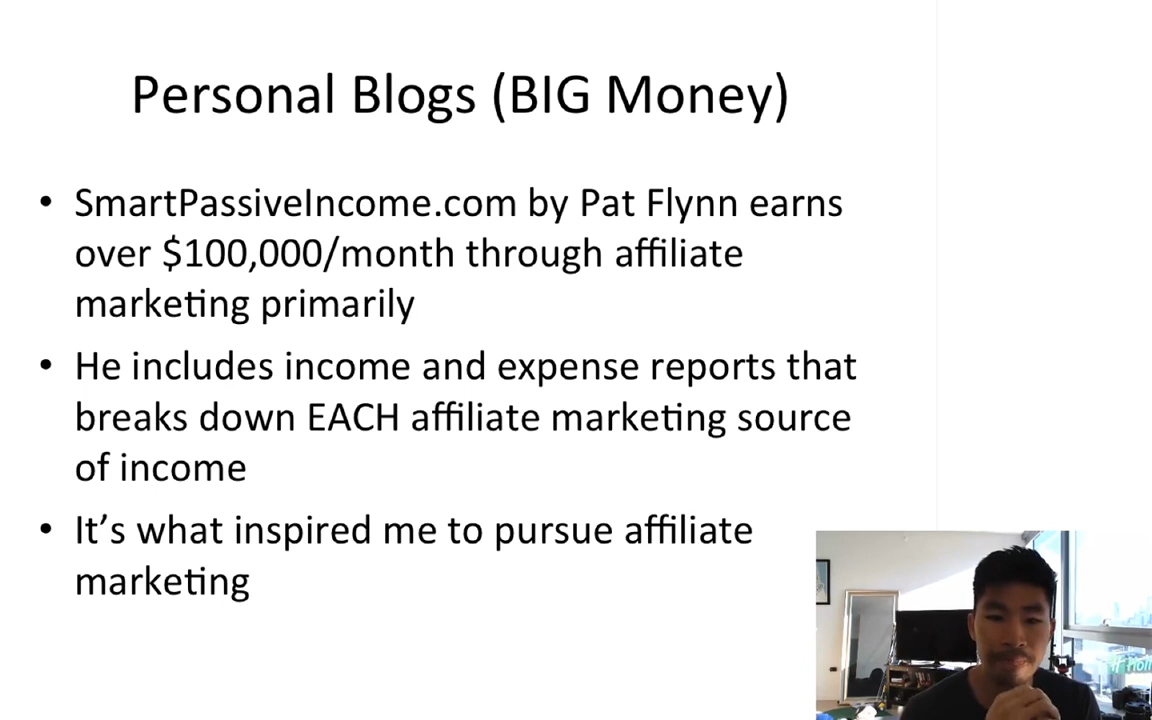 Personal Blogs (BIG Money)
• SmartPassiveIncome.com by Pat Flynn earns
over $100,000/month through affiliate
marketing primarily
• He includes income and expense reports that
breaks down EACH affiliate marketing source
of income
• It’s what inspired me to pursue affiliate
marketing